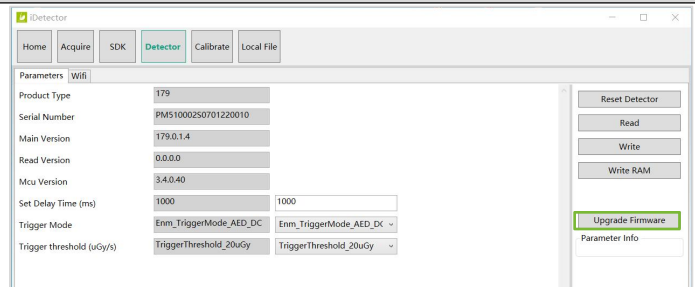 iDetector
Home Acquire SDK Detector Calibrate Local File
Parameters Wifi
Product Type 179
Serial Number PM510002S0701220010
Main Version 179.0.1.4
Read Version 0.0.0.0
Mcu Version 3.4.0.40
Set Delay Time (ms) 1000 1000
Trigger Mode Enm_TriggerMode_AED_DC Enm_TriggerMode_AED_DC
Trigger threshold (uGy/s) TriggerThreshold_20uGy TriggerThreshold_20uGy
Reset Detector
Read
Write
Write RAM
Upgrade Firmware
Parameter Info